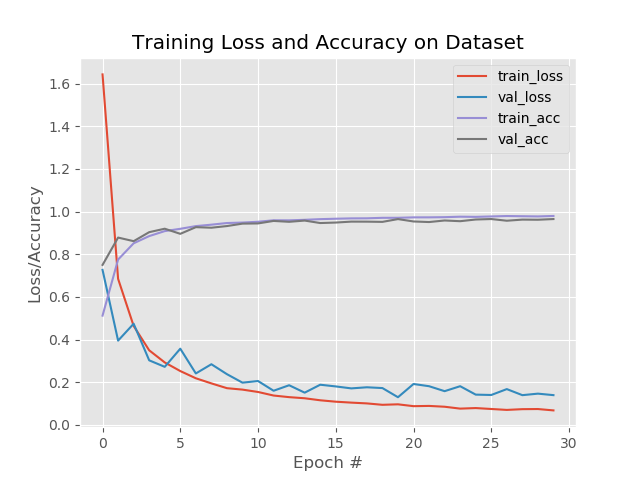 Training Loss and Accuracy on Dataset
train_loss
val_loss
train_acc
val_acc
Loss/Accuracy
1.6
1.4
1.2
1.0
0.8
0.6
0.4
0.2
0.0
0 5 10 15 20 25 30
Epoch #